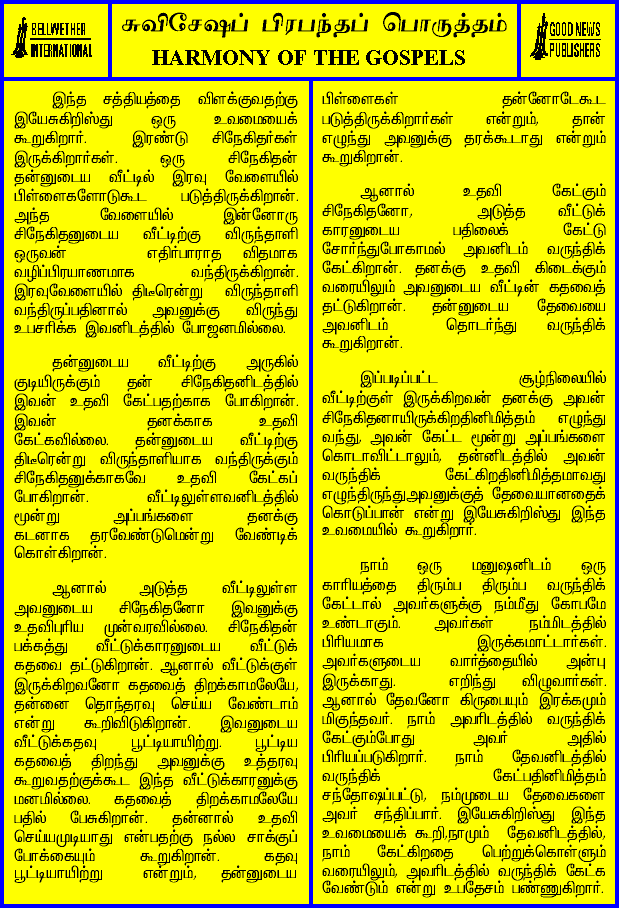 BELLWETHER
INTERNATIONAL
சுவிசேஷப் பிரபந்தப் பொருத்தம்
HARMONY OF THE GOSPELS
GOOD NEWS
PUBLISHERS
இந்த சத்தியத்தை விளக்குவதற்கு
இயேசுகிறிஸ்து ஒரு உவமையைக்
கூறுகிறார். இரண்டு சிநேகிதர்கள்
இருக்கிறார்கள். ஒரு சிநேகிதன்
தன்னுடைய வீட்டில் இரவு வேளையில்
பிள்ளைகளோடுகூட படுத்திருக்கிறான்.
அந்த வேளையில் இன்னோரு
சிநேகிதனுடைய வீட்டிற்கு விருந்தாளி
ஒருவன் எதிர்பாராத விதமாக
வழிப்பிரயாணமாக வந்திருக்கிறான்.
இரவுவேளையில் திடீரென்று விருந்தாளி
வந்திருப்பதினால் அவனுக்கு விருந்து
உபசரிக்க இவனிடத்தில் போஜனமில்லை.
தன்னுடைய வீட்டிற்கு அருகில்
குடியிருக்கும் தன் சிநேகிதனிடத்தில்
இவன் உதவி கேட்பதற்காக போகிறான்.
இவன் தனக்காக உதவி
கேட்கவில்லை. தன்னுடைய வீட்டிற்கு
திடீரென்று விருந்தாளியாக வந்திருக்கும்
சிநேகிதனுக்காகவே உதவி கேட்கப்
போகிறான். வீட்டிலுள்ளவனிடத்தில்
மூன்று அப்பங்களை தனக்கு
கடனாக தரவேண்டுமென்று வேண்டிக்
கொள்கிறான்.
ஆனால் அடுத்த வீட்டிலுள்ள
அவனுடைய சிநேகிதனோ இவனுக்கு
உதவிபுரிய முன்வரவில்லை. சிநேகிதன்
பக்கத்து வீட்டுக்காரனுடைய வீட்டுக்
கதவை தட்டுகிறான். ஆனால் வீட்டுக்குள்
இருக்கிறவனோ கதவைத் திறக்காமலேயே,
தன்னை தொந்தரவு செய்ய வேண்டாம்
என்று கூறிவிடுகிறான். இவனுடைய
வீட்டுக்கதவு பூட்டியாயிற்று. பூட்டிய
கதவைத் திறந்து அவனுக்கு உத்தரவு
கூறுவதற்குக்கூட இந்த வீட்டுக்காரனுக்கு
மனமில்லை. கதவைத் திறக்காமலேயே
பதில் பேசுகிறான். தன்னால் உதவி
செய்யமுடியாது என்பதற்கு நல்ல சாக்குப்
போக்கையும் கூறுகிறான். கதவு
பூட்டியாயிற்று என்றும், தன்னுடைய
பிள்ளைகள் தன்னோடேகூட
படுத்திருக்கிறார்கள் என்றும், தான்
எழுந்து அவனுக்கு தரக்கூடாது என்றும்
கூறுகிறான்.
ஆனால் உதவி கேட்கும்
சிநேகிதனோ, அடுத்த வீட்டுக்
காரனுடைய பதிலைக் கேட்டு
சோர்ந்துபோகாமல் அவனிடம் வருந்திக்
கேட்கிறான். தனக்கு உதவி கிடைக்கும்
வரையிலும் அவனுடைய வீட்டின் கதவைத்
தட்டுகிறான். தன்னுடைய தேவையை
அவனிடம் தொடர்ந்து வருந்திக்
கூறுகிறான்.
இப்படிப்பட்ட சூழ்நிலையில்
வீட்டிற்குள் இருக்கிறவன் தனக்கு அவன்
சிநேகிதனாயிருக்கிறதினிமித்தம் எழுந்து
வந்து, அவன் கேட்ட மூன்று அப்பங்களை
கொடாவிட்டாலும், தன்னிடத்தில் அவன்
வருந்திக் கேட்கிறதினிமித்தமாவது
எழுந்திருந்துஅவனுக்குத் தேவையானதைக்
கொடுப்பான் என்று இயேசுகிறிஸ்து இந்த
உவமையில் கூறுகிறார்.
நாம் ஒரு மனுஷனிடம் ஒரு
காரியத்தை திரும்ப திரும்ப வருந்திக்
கேட்டால் அவர்களுக்கு நம்மீது கோபமே
உண்டாகும். அவர்கள் நம்மிடத்தில்
பிரியமாக இருக்கமாட்டார்கள்.
அவர்களுடைய வார்த்தையில் அன்பு
இருக்காது. எறிந்து விழுவார்கள்.
ஆனால் தேவனோ கிருபையும் இரக்கமும்
மிகுந்தவர். நாம் அவரிடத்தில் வருந்திக்
கேட்கும்போது அவர் அதில்
பிரியப்படுகிறார். நாம் தேவனிடத்தில்
வருந்திக் கேட்பதினிமித்தம்
சந்தோஷப்பட்டு, நம்முடைய தேவைகளை
அவர் சந்திப்பார். இயேசுகிறிஸ்து இந்த
உவமையைக் கூறி,நாமும் தேவனிடத்தில்,
நாம் கேட்கிறதை பெற்றுக்கொள்ளும்
வரையிலும், அவரிடத்தில் வருந்திக் கேட்க
வேண்டும் என்று உபதேசம் பண்ணுகிறார்.